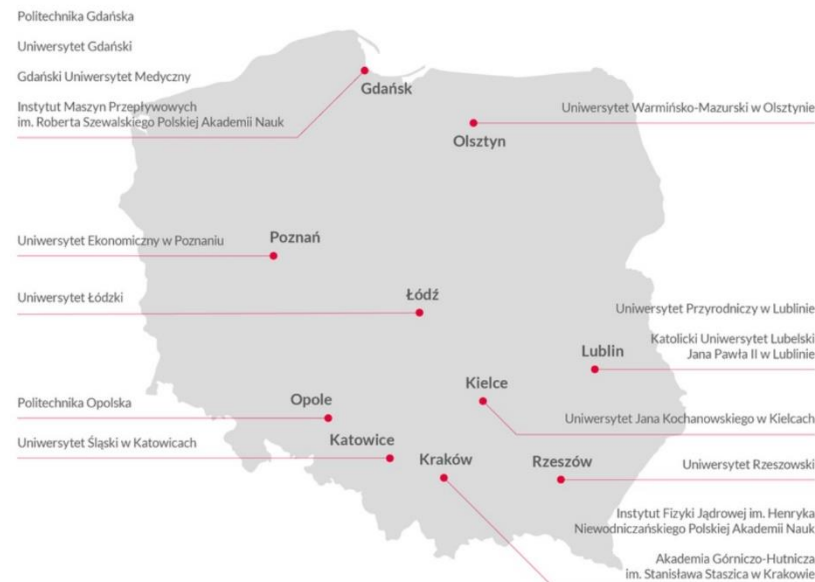 Politechnika Gdańska
Uniwersytet Gdański
Gdański Uniwersytet Medyczny
Instytut Maszyn Przepływowych
im. Roberta Szewalskiego Polskiej Akademii Nauk
Gdańsk
Uniwersytet Warmińsko-Mazurski w Olsztynie
Olsztyn
Uniwersytet Ekonomiczny w Poznaniu
Poznań
Uniwersytet Łódzki
Łódź
Uniwersytet Przyrodniczy w Lublinie
Katolicki Uniwersytet Lubelski
Jana Pawła II w Lublinie
Lublin
Kielce
Uniwersytet Jana Kochanowskiego w Kielcach
Politechnika Opolska
Opole
Uniwersytet Śląski w Katowicach
Katowice
Kraków
Rzeszów
Uniwersytet Rzeszowski
Instytut Fizyki Jądrowej im. Henryka
Niewodniczańskiego Polskiej Akademii Nauk
Akademia Górniczo-Hutnicza
im. Stanisława Staszica w Krakowie